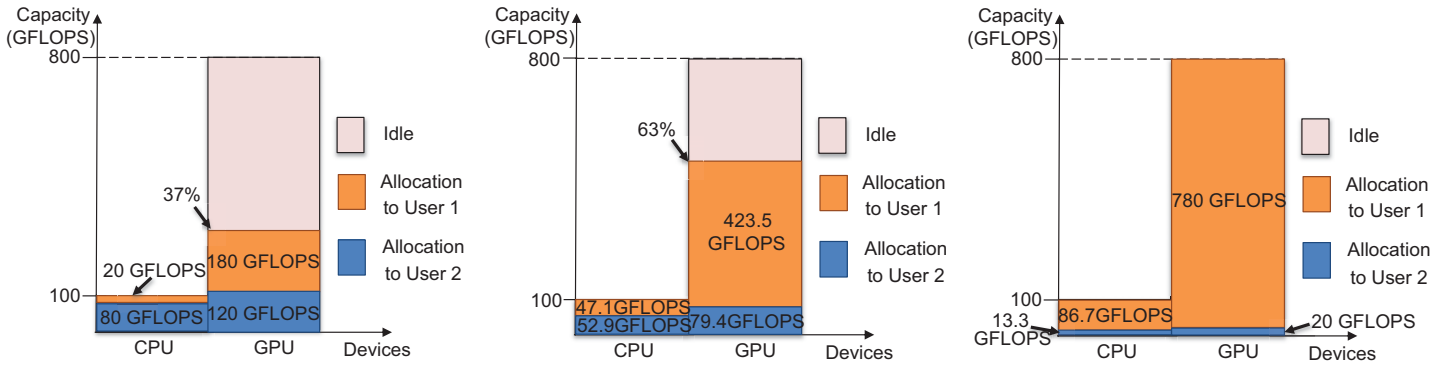 Capacity
(GFLOPS)
800
37%
20 GFLOPS
180 GFLOPS
100
80 GFLOPS
120 GFLOPS
CPU
GPU
Devices
Idle
Allocation
to User 1
Allocation
to User 2
Capacity
(GFLOPS)
800
63%
423.5
GFLOPS
100
47.1GFLOPS
52.9GFLOPS
79.4GFLOPS
CPU
GPU
Devices
Idle
Allocation
to User 1
Allocation
to User 2
Capacity
(GFLOPS)
800
780 GFLOPS
100
86.7GFLOPS
13.3
GFLOPS
20 GFLOPS
CPU
GPU
Devices
Idle
Allocation
to User 1
Allocation
to User 2